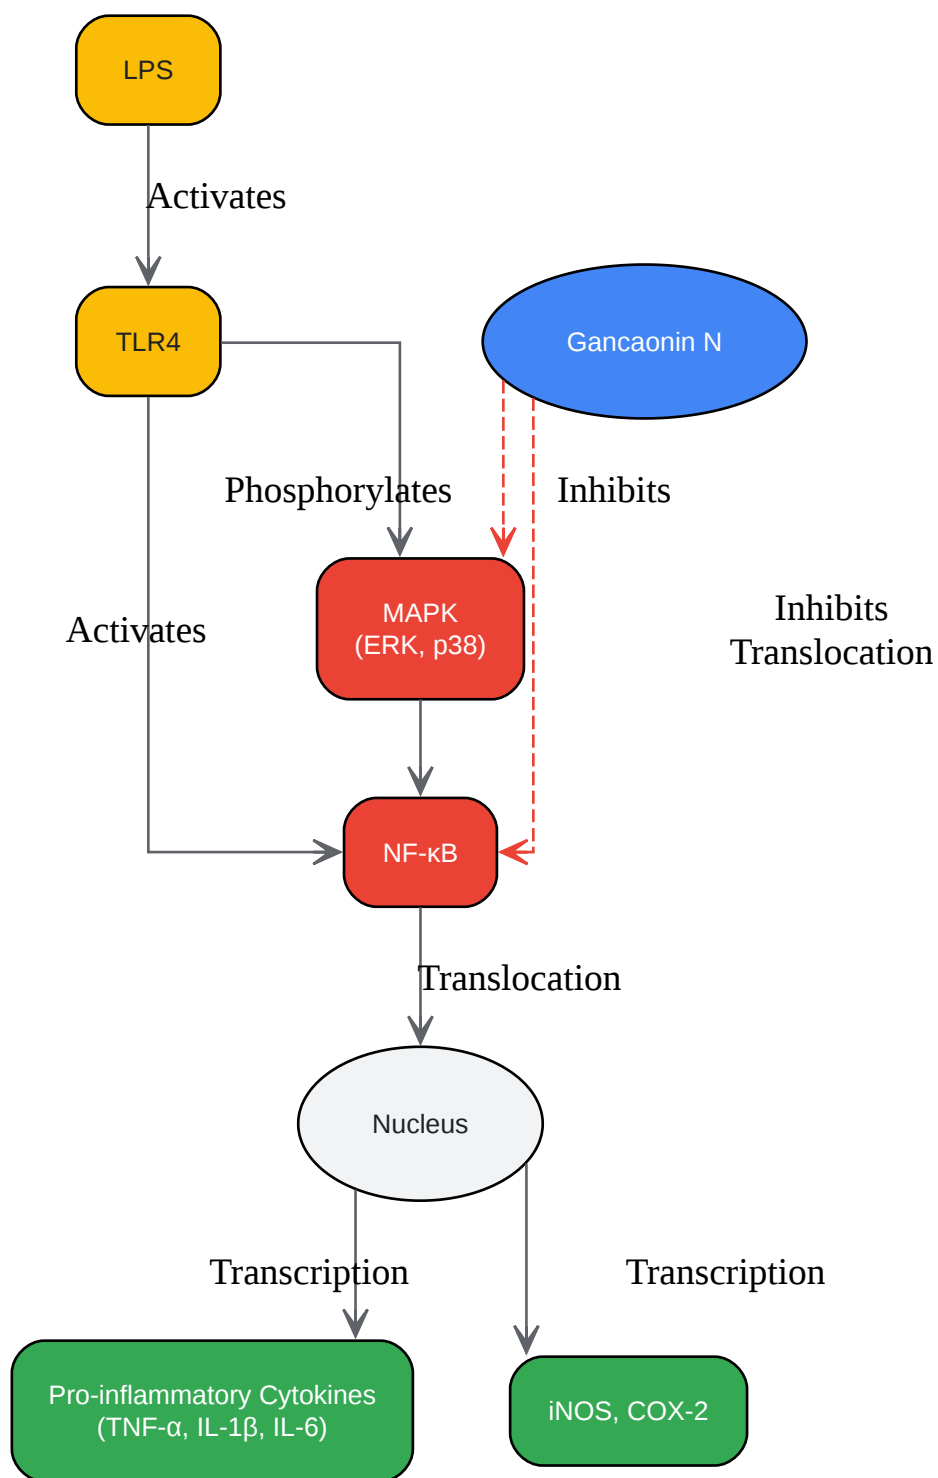 LPS
Activates
TLR4
Gancaonin N
Phosphorylates
Inhibits
MAPK
(ERK, p38)
Activates
Inhibits
Translocation
NF-κB
Translocation
Nucleus
Transcription
Transcription
Pro-inflammatory Cytokines
(TNF-α, IL-1β, IL-6)
iNOS, COX-2